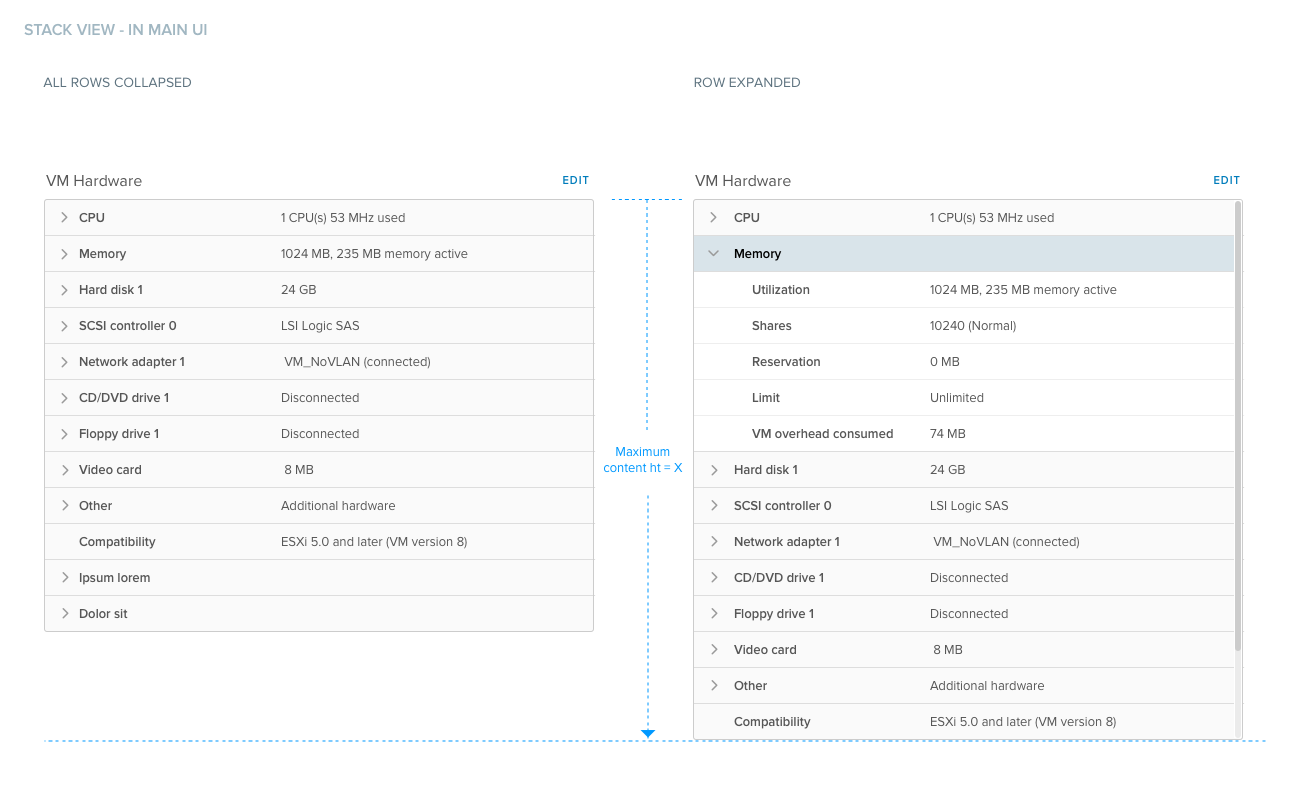 STACK VIEW - IN MAIN UI
ALL ROWS COLLAPSED
VM Hardware EDIT
CPU 1 CPU(s) 53 MHz used
Memory 1024 MB, 235 MB memory active
Hard disk 1 24 GB
SCSI controller 0 LSI Logic SAS
Network adapter 1 VM_NoVLAN (connected)
CD/DVD drive 1 Disconnected
Floppy drive 1 Disconnected
Video card 8 MB
Other Additional hardware
Compatibility ESXi 5.0 and later (VM version 8)
Ipsum lorem
Dolor sit
Maximum
content ht = X
ROW EXPANDED
VM Hardware EDIT
CPU 1 CPU(s) 53 MHz used
Memory
Utilization 1024 MB, 235 MB memory active
Shares 10240 (Normal)
Reservation 0 MB
Limit Unlimited
VM overhead consumed 74 MB
Hard disk 1 24 GB
SCSI controller 0 LSI Logic SAS
Network adapter 1 VM_NoVLAN (connected)
CD/DVD drive 1 Disconnected
Floppy drive 1 Disconnected
Video card 8 MB
Other Additional hardware
Compatibility ESXi 5.0 and later (VM version 8)